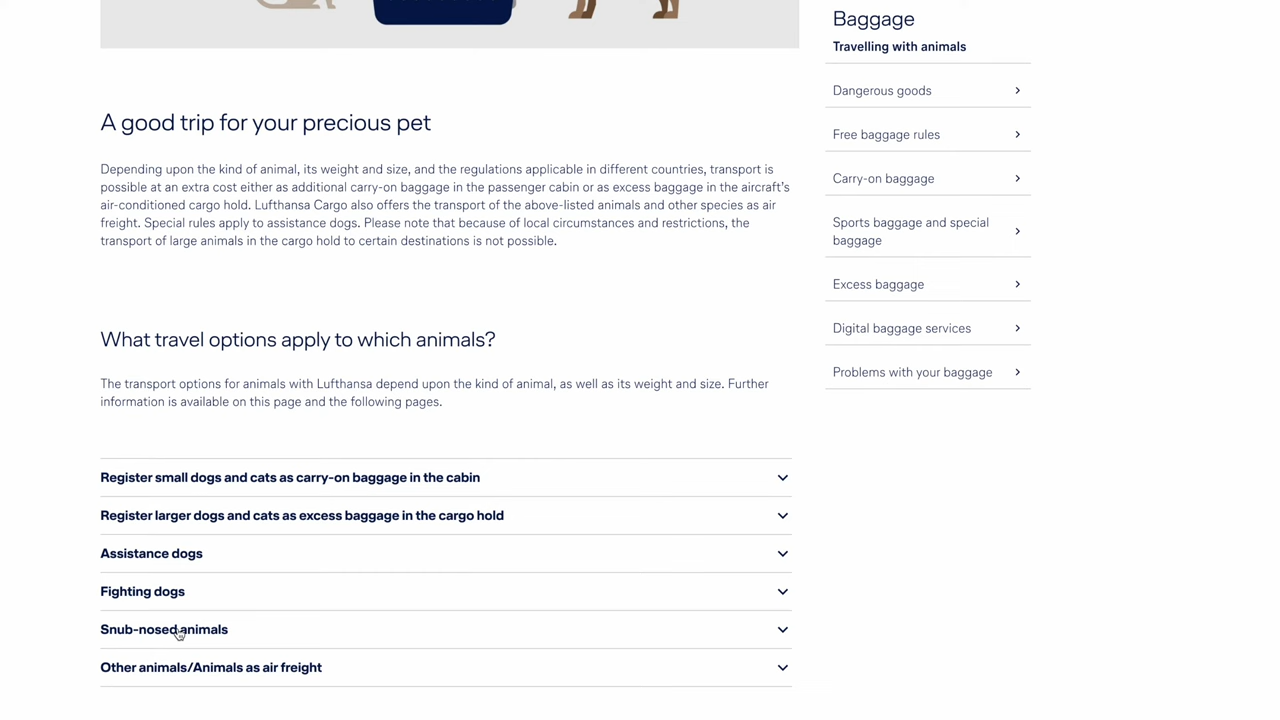 A good trip for your precious pet
Depending upon the kind of animal, its weight and size, and the regulations applicable in different countries, transport is
possible at an extra cost either as additional carry-on baggage in the passenger cabin or as excess baggage in the aircraft's
air-conditioned cargo hold. Lufthansa Cargo also offers the transport of the above-listed animals and other species as air
freight. Special rules apply to assistance dogs. Please note that because of local circumstances and restrictions, the
transport of large animals in the cargo hold to certain destinations is not possible.
What travel options apply to which animals?
The transport options for animals with Lufthansa depend upon the kind of animal, as well as its weight and size. Further
information is available on this page and the following pages.
Register small dogs and cats as carry-on baggage in the cabin
Register larger dogs and cats as excess baggage in the cargo hold
Assistance dogs
Fighting dogs
Snub-nosed animals
Other animals/Animals as air freight
Baggage
Travelling with animals
Dangerous goods
Free baggage rules
Carry-on baggage
Sports baggage and special
baggage
Excess baggage
Digital baggage services
Problems with your baggage